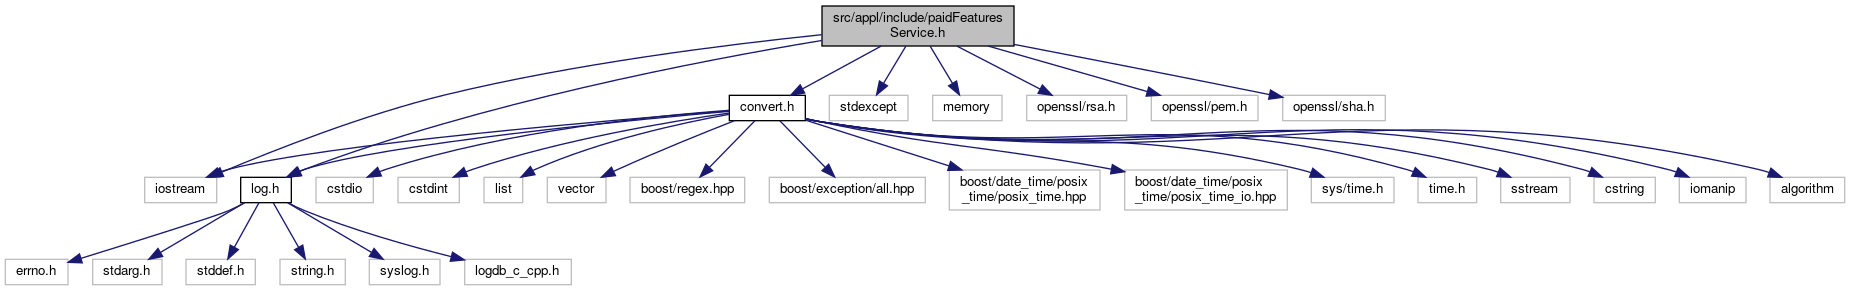 src/appl/include/paidFeatures
Service.h
convert.h
stdexcept
memory
openssl/rsa.h
openssl/pem.h
openssl/sha.h
iostream
log.h
cstdio
cstdint
list
vector
boost/regex.hpp
boost/exception/all.hpp
boost/date_time/posix
_time/posix_time.hpp
boost/date_time/posix
_time/posix_time_io.hpp
sys/time.h
time.h
sstream
cstring
iomanip
algorithm
errno.h
stdarg.h
stddef.h
string.h
syslog.h
logdb_c_cpp.h